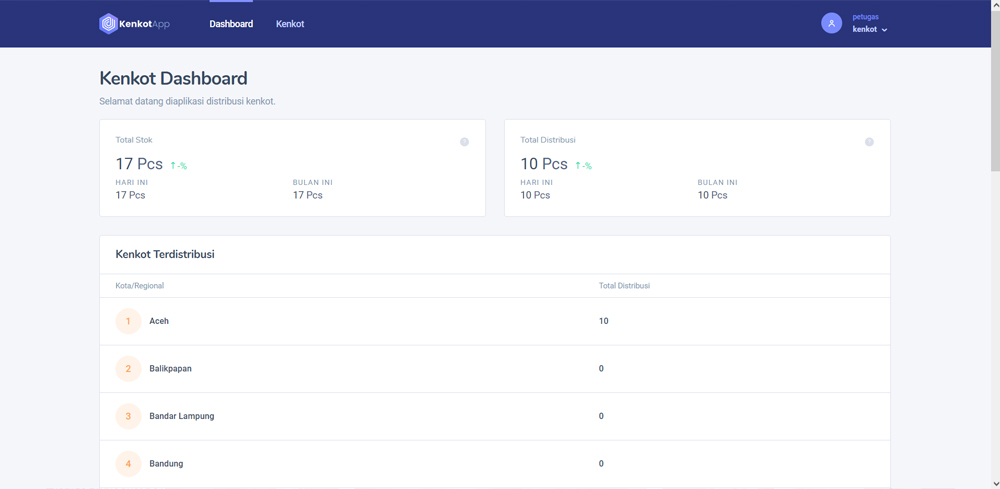 KenkotApp Dashboard Kenkot petugas
kenkot
Kenkot Dashboard
Selamat datang diaplikasi distribusi kenkot.
Total Stok
17 Pcs -%
HARI INI BULAN INI
17 Pcs 17 Pcs
Total Distribusi
10 Pcs -%
HARI INI BULAN INI
10 Pcs 10 Pcs
Kenkot Terdistribusi
Kota/Regional Total Distribusi
1 Aceh 10
2 Balikpapan 0
3 Bandar Lampung 0
4 Bandung 0